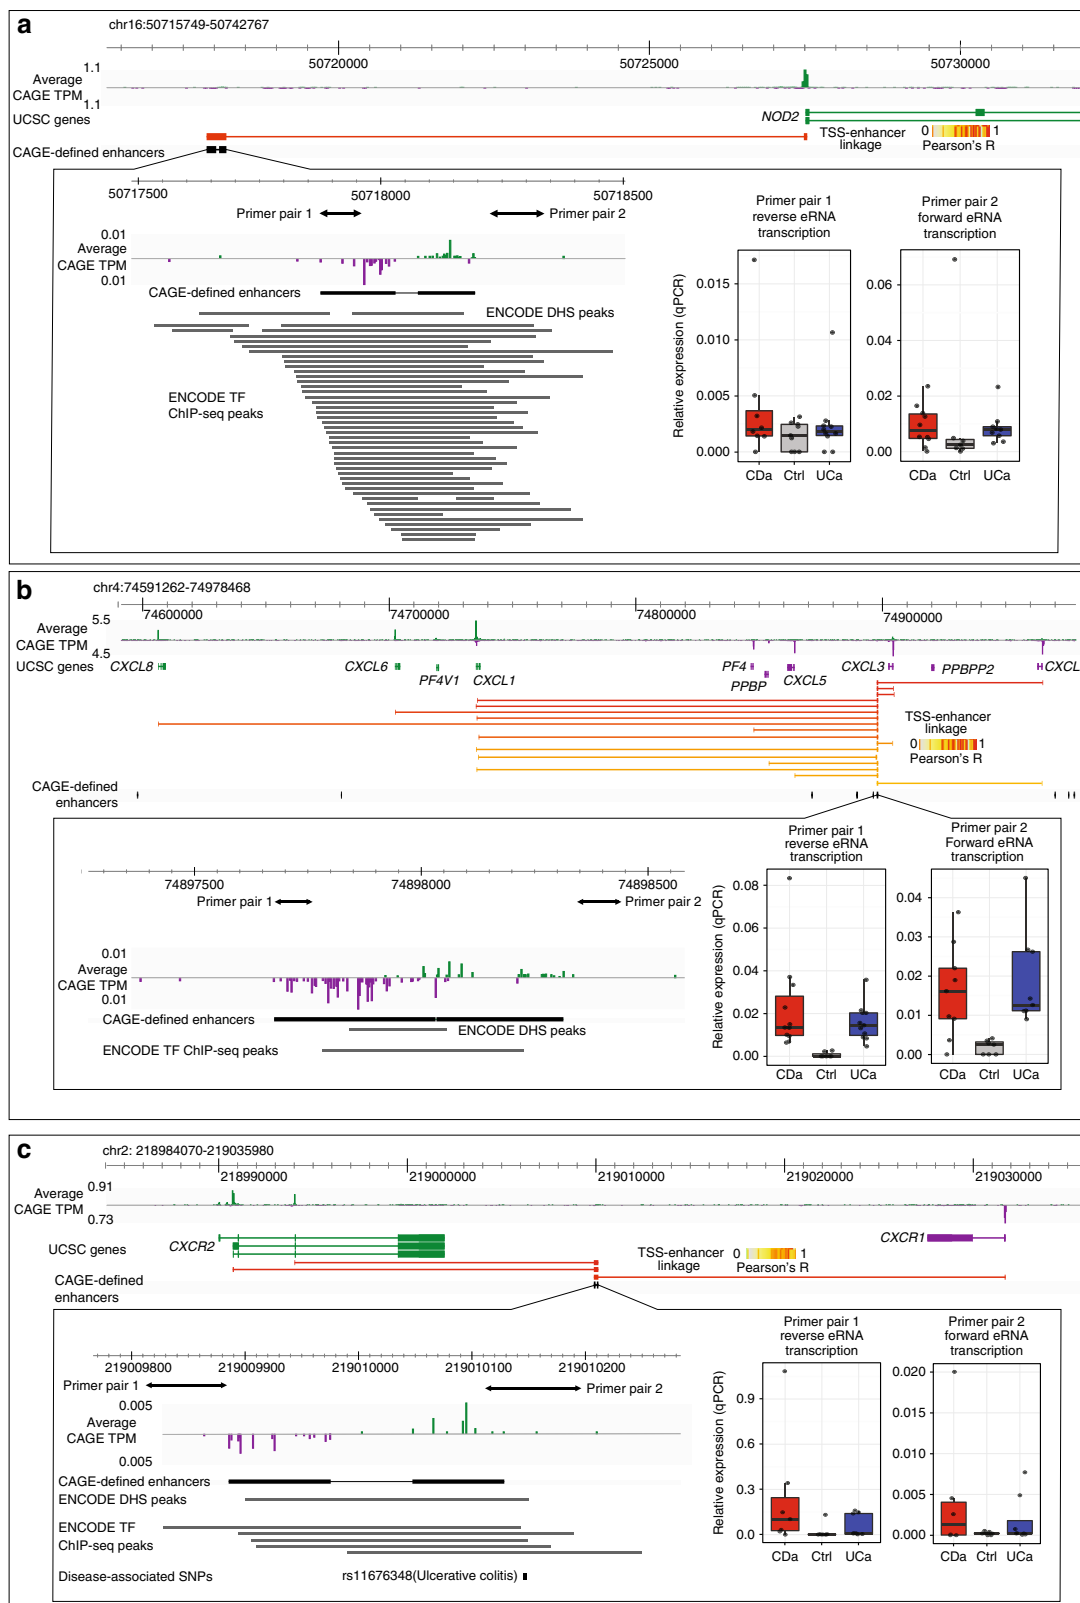 a
chr16:50715749-50742767
50720000 50725000 50730000
1.1
Average
CAGE TPM
1.1
UCSC genes
NOD2
TSS-enhancer
linkage
0 1
Pearson's R
CAGE-defined enhancers
50717500 50718000 50718500
Primer pair 1 Primer pair 2
0.01
Average
CAGE TPM
0.01
CAGE-defined enhancers
ENCODE DHS peaks
ENCODE TF
ChIP-seq peaks
Primer pair 1
reverse eRNA
transcription
Primer pair 2
forward eRNA
transcription
Relative expression (qPCR)
0.015
0.010
0.005
0.000
CDa Ctrl UCa
0.06
0.04
0.02
0.00
CDa Ctrl UCa
b
chr4:74591262-74978468
74600000 74700000 74800000 74900000
5.5
Average
CAGE TPM
4.5
UCSC genes
CXCL8 CXCL6 PF4V1 CXCL1 PF4 PPBP CXCL5 CXCL3 PPBPP2 CXCL
TSS-enhancer
linkage
0 1
Pearson's R
CAGE-defined
enhancers
74897500 74898000 74898500
Primer pair 1 Primer pair 2
0.01
Average
CAGE TPM
0.01
CAGE-defined enhancers
ENCODE DHS peaks
ENCODE TF ChIP-seq peaks
Primer pair 1
reverse eRNA
transcription
Primer pair 2
Forward eRNA
transcription
Relative expression (qPCR)
0.08
0.04
0.02
0.00
CDa Ctrl UCa
0.04
0.03
0.02
0.01
0.00
CDa Ctrl UCa
c
chr2: 218984070-219035980
218990000 219000000 219010000 219020000 219030000
0.91
Average
CAGE TPM
0.73
CXCR2
UCSC genes
CXCR1
TSS-enhancer
linkage
0 1
Pearson's R
CAGE-defined
enhancers
219009800 219009900 219010000 219010100 219010200
Primer pair 1 Primer pair 2
0.005
Average
CAGE TPM
0.005
CAGE-defined enhancers
ENCODE DHS peaks
ENCODE TF
ChIP-seq peaks
Disease-associated SNPs
rs11676348(Ulcerative colitis)
Primer pair 1
reverse eRNA
transcription
Primer pair 2
forward eRNA
transcription
Relative expression (qPCR)
0.9
0.6
0.3
0.0
CDa Ctrl UCa
0.020
0.015
0.010
0.005
0.000
CDa Ctrl UCa